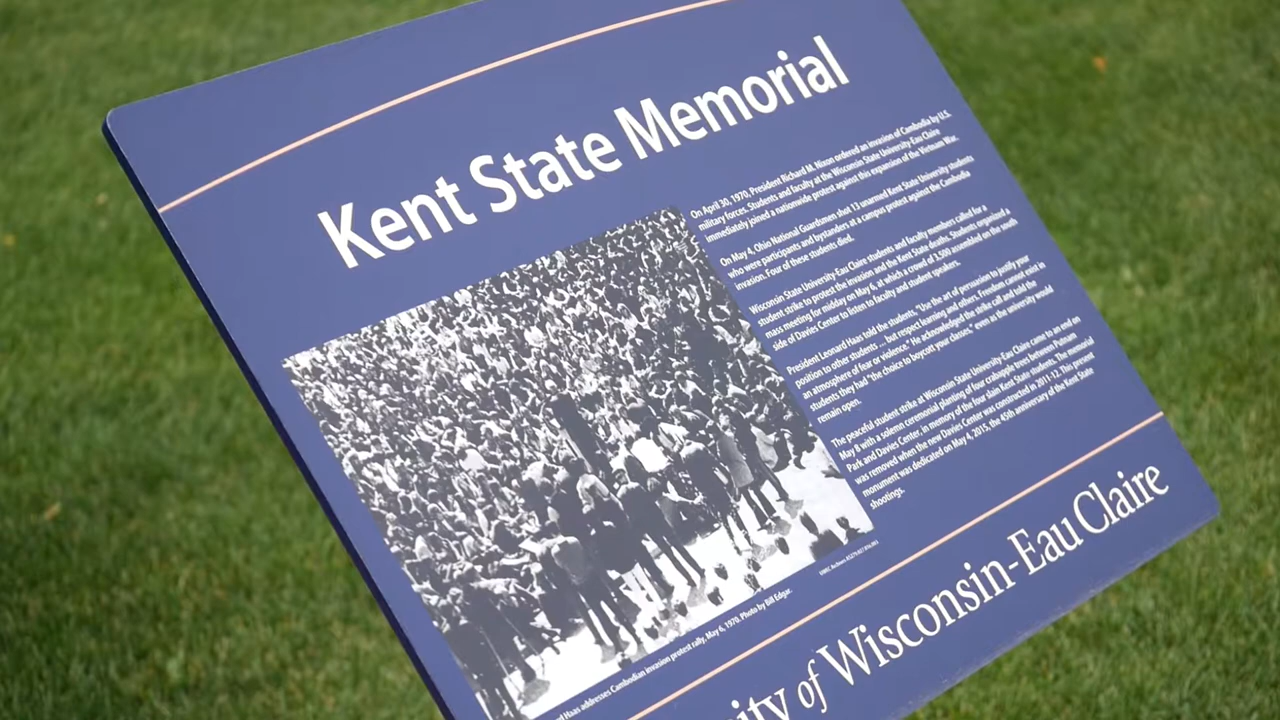 Kent State Memorial
On April 30, 1970, President Richard M. Nixon ordered an invasion of Cambodia by U.S.
military forces. Students and faculty at the Wisconsin State University-Eau Claire
immediately joined a nationwide protest against this expansion of the Vietnam War.
On May 4, Ohio National Guardsmen shot 13 unarmed Kent State University students
who were participants and bystanders at a campus protest against the Cambodia
invasion. Four of these students died.
Wisconsin State University-Eau Claire students and faculty members called for a
student strike to protest the invasion and the Kent State deaths. Students organized a
mass meeting for midday on May 6, at which a crowd of 3,500 assembled on the south
side of Davies Center to listen to faculty and student speakers.
President Leonard Haas told the students, "Use the art of persuasion to justify your
position to other students ... but respect learning and others. Freedom cannot exist in
an atmosphere of fear or violence." He acknowledged the strike call and told the
students they had "the choice to boycott your classes," even as the university would
remain open.
The peaceful student strike at Wisconsin State University-Eau Claire came to an end on
May 8 with a solemn ceremonial planting of four crabapple trees between Putnam
Park and Davies Center, in memory of the four slain Kent State students. The memorial
was removed when the new Davies Center was constructed in 2011-12. This present
monument was dedicated on May 4, 2015, the 45th anniversary of the Kent State
shootings.
UWEC Archives
rd Haas addresses Cambodian invasion protest rally, May 6, 1970. Photo by Bill Edgar.
ity of Wisconsin-Eau Claire